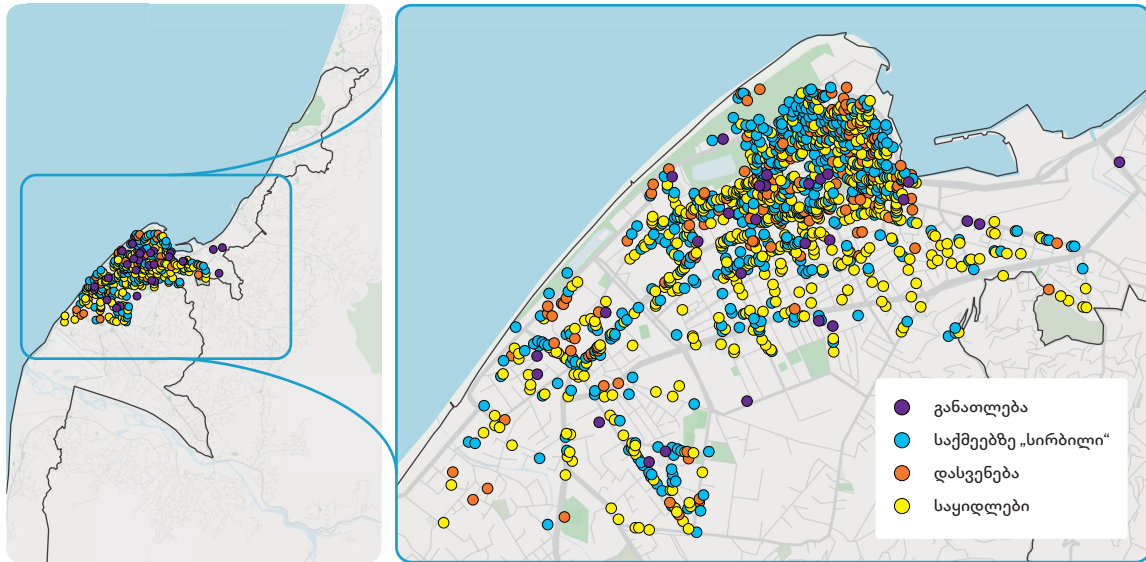 განათლება
საქმეებზე „სირბილი“
დასვენება
საყიდლები